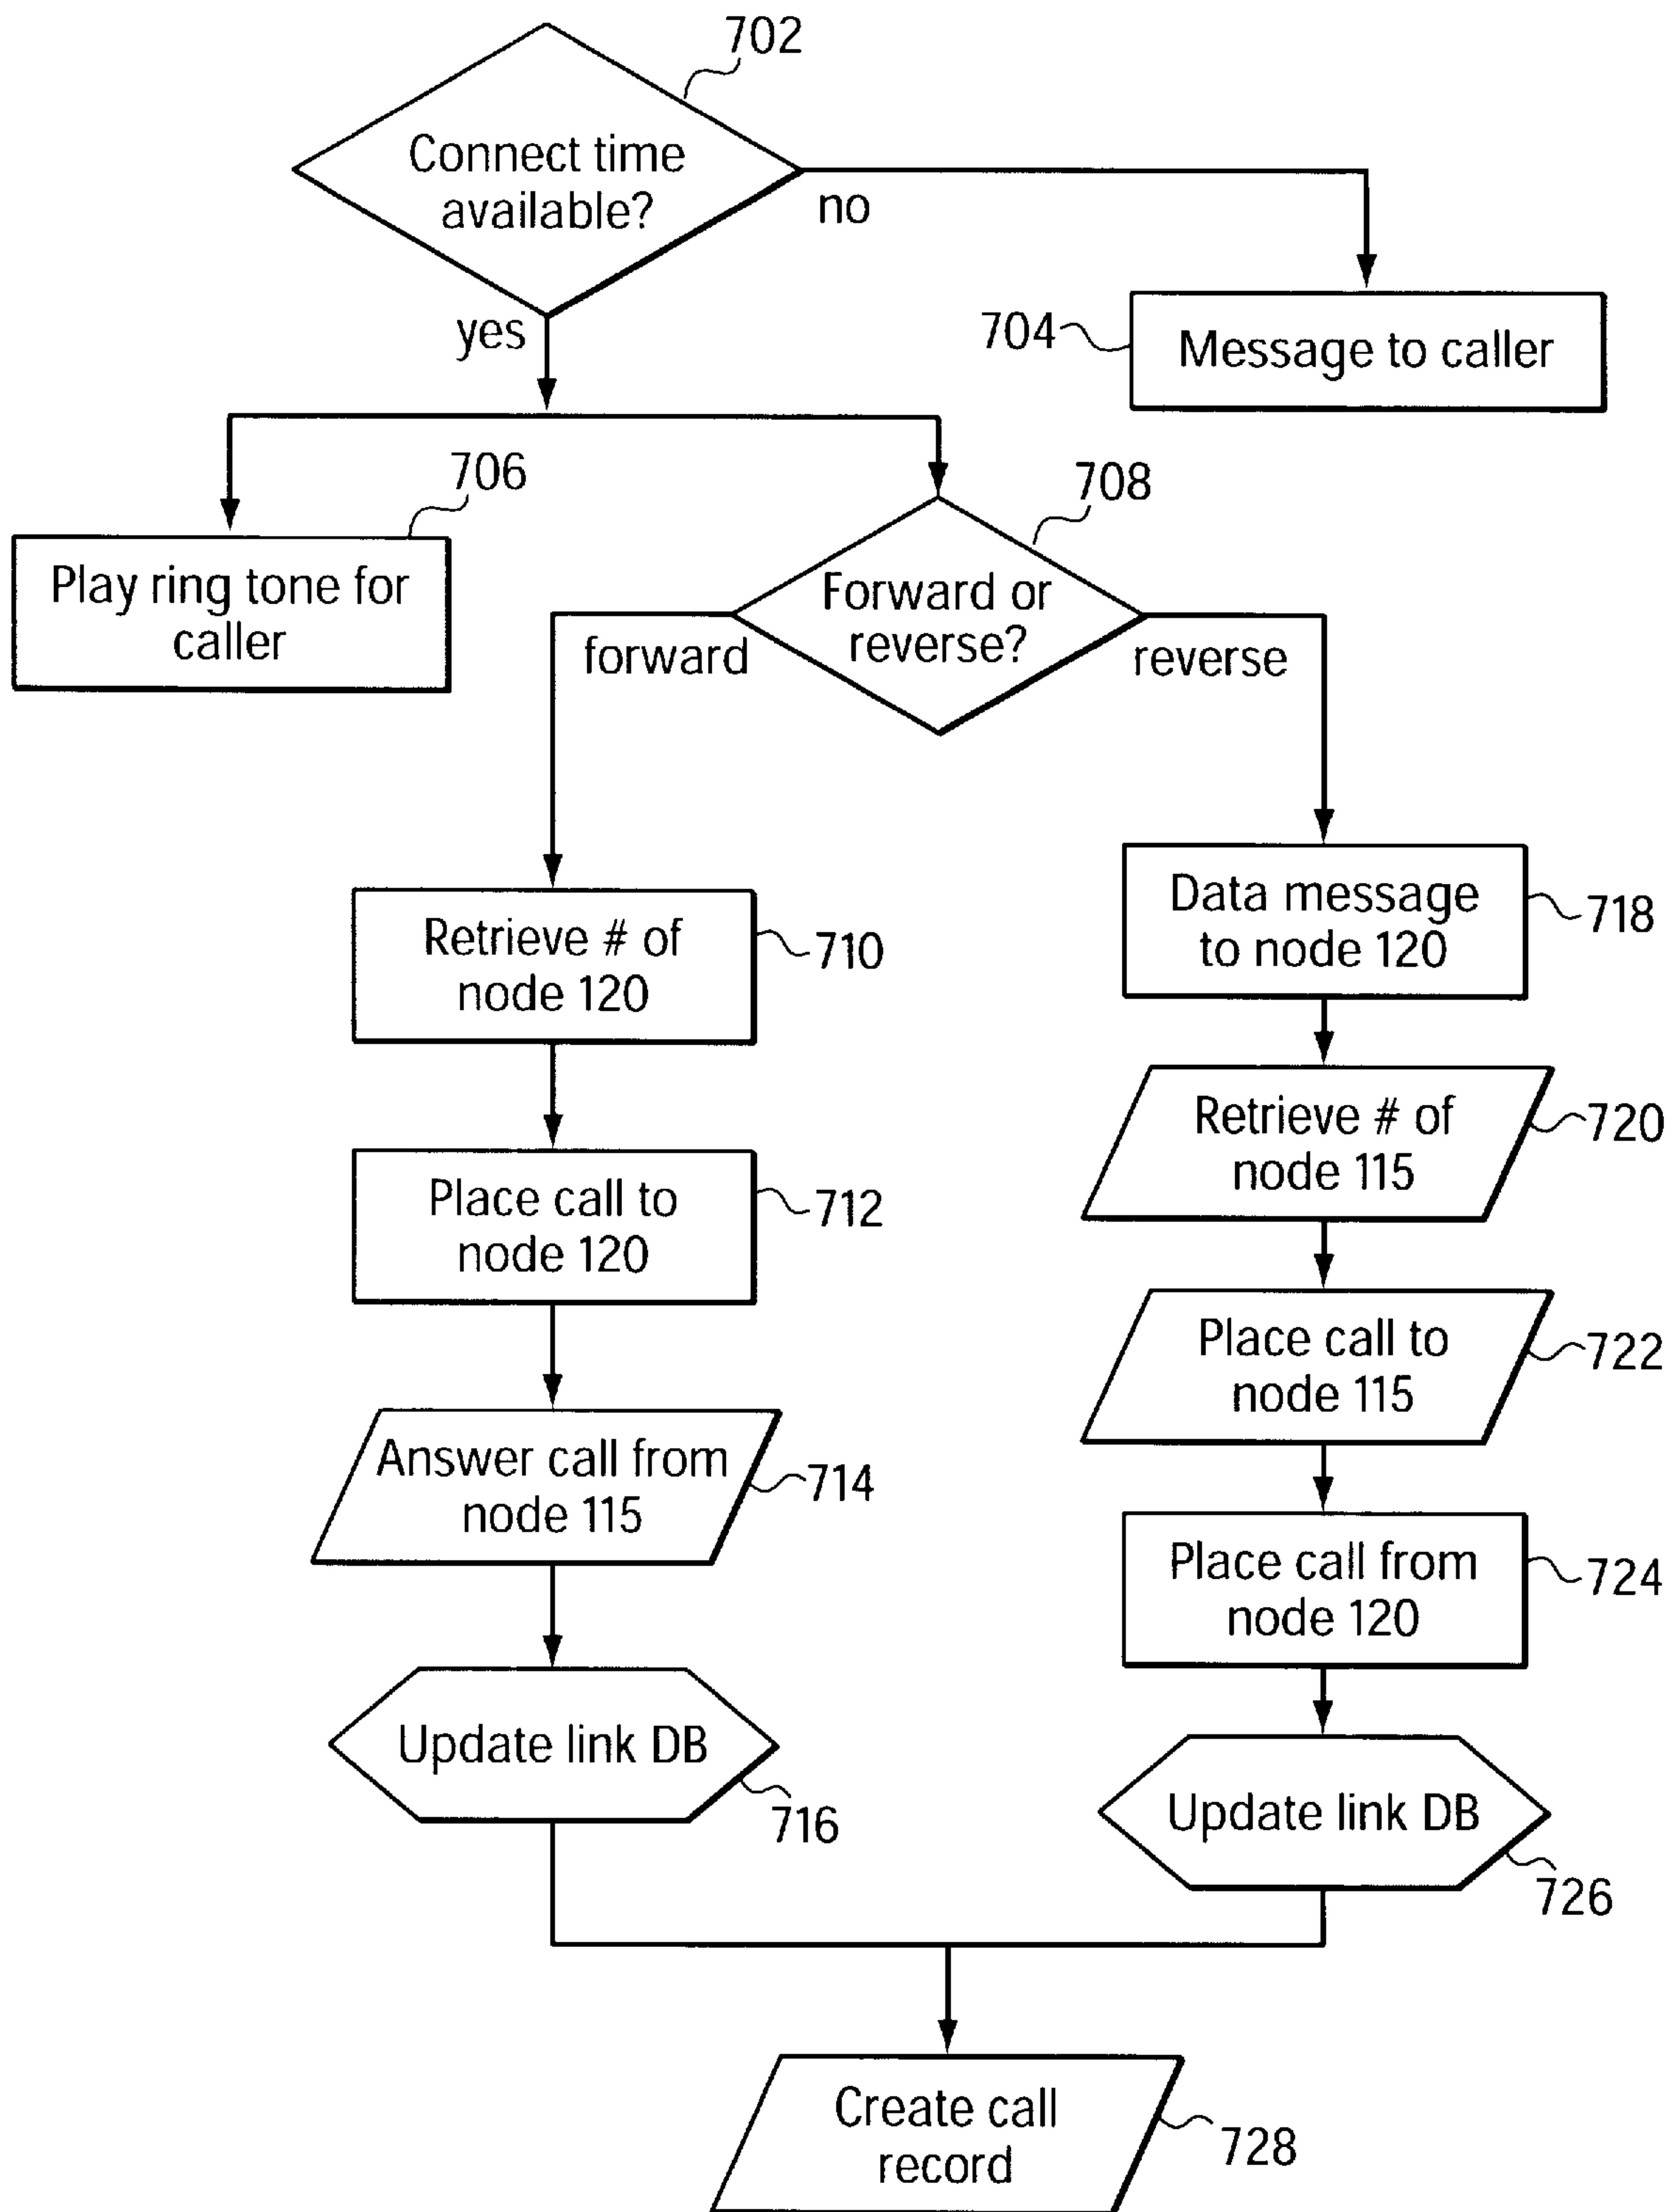 702
Connect time
available?
no
yes
704
Message to caller
706
708
Play ring tone for
caller
Forward or
reverse?
forward
reverse
Retrieve # of
node 120
710
Data message
to node 120
718
Retrieve # of
node 115
720
Place call to
node 120
712
Place call to
node 115
722
Answer call from
node 115
714
Place call from
node 120
724
Update link DB
716
Update link DB
726
Create call
record
728